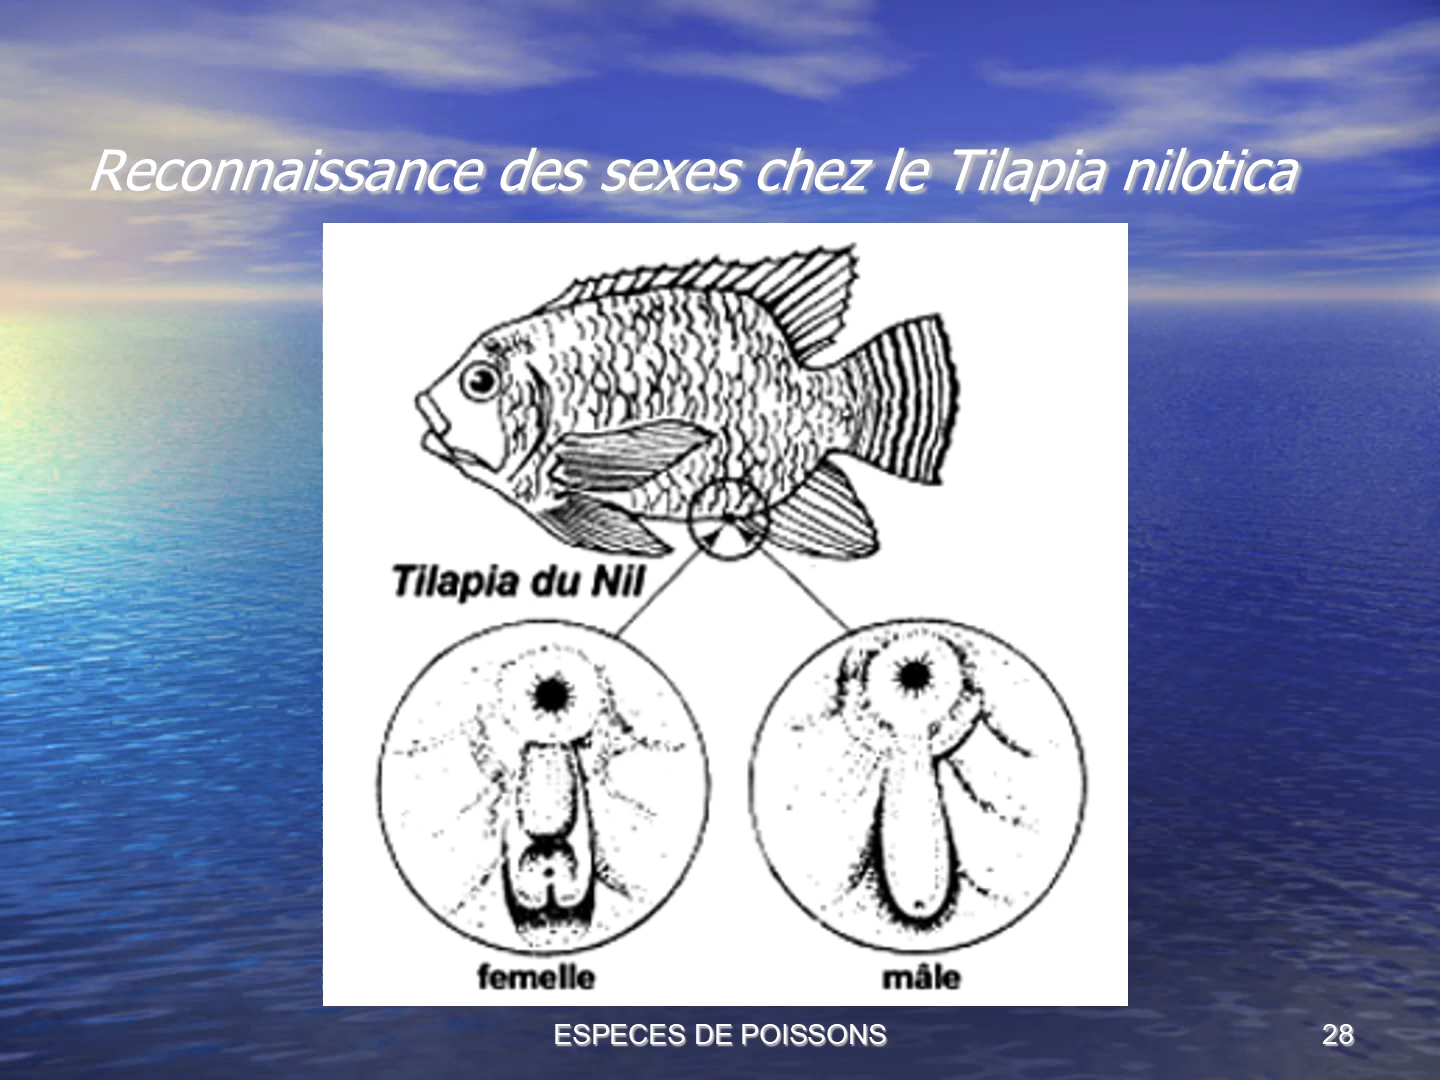 Reconnaissance des sexes chez le Tilapia nilotica
Tilapia du Nil
femelle
mâle
ESPECES DE POISSONS
28